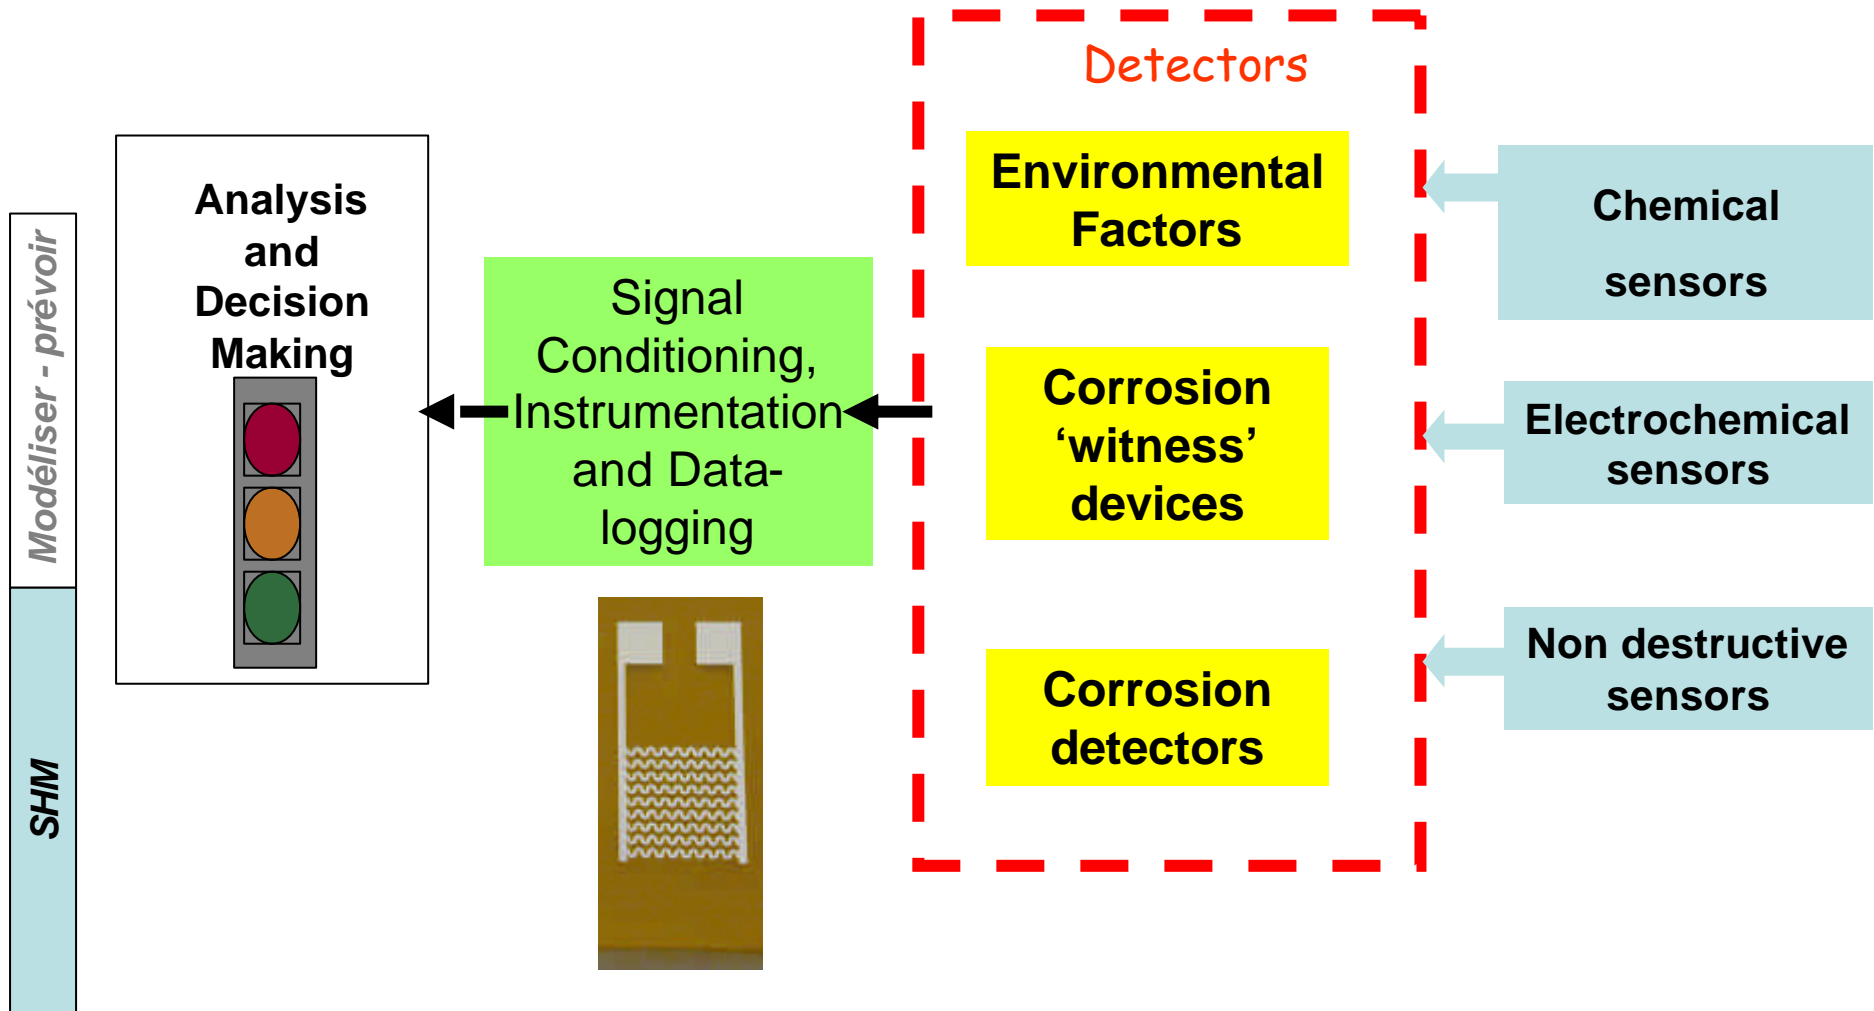 Modéliser - prévoir
SHM
Analysis
and
Decision
Making
Signal
Conditioning,
Instrumentation
and Data-
logging
Detectors
Environmental
Factors
Corrosion
‘witness’
devices
Corrosion
detectors
Chemical
sensors
Electrochemical
sensors
Non destructive
sensors